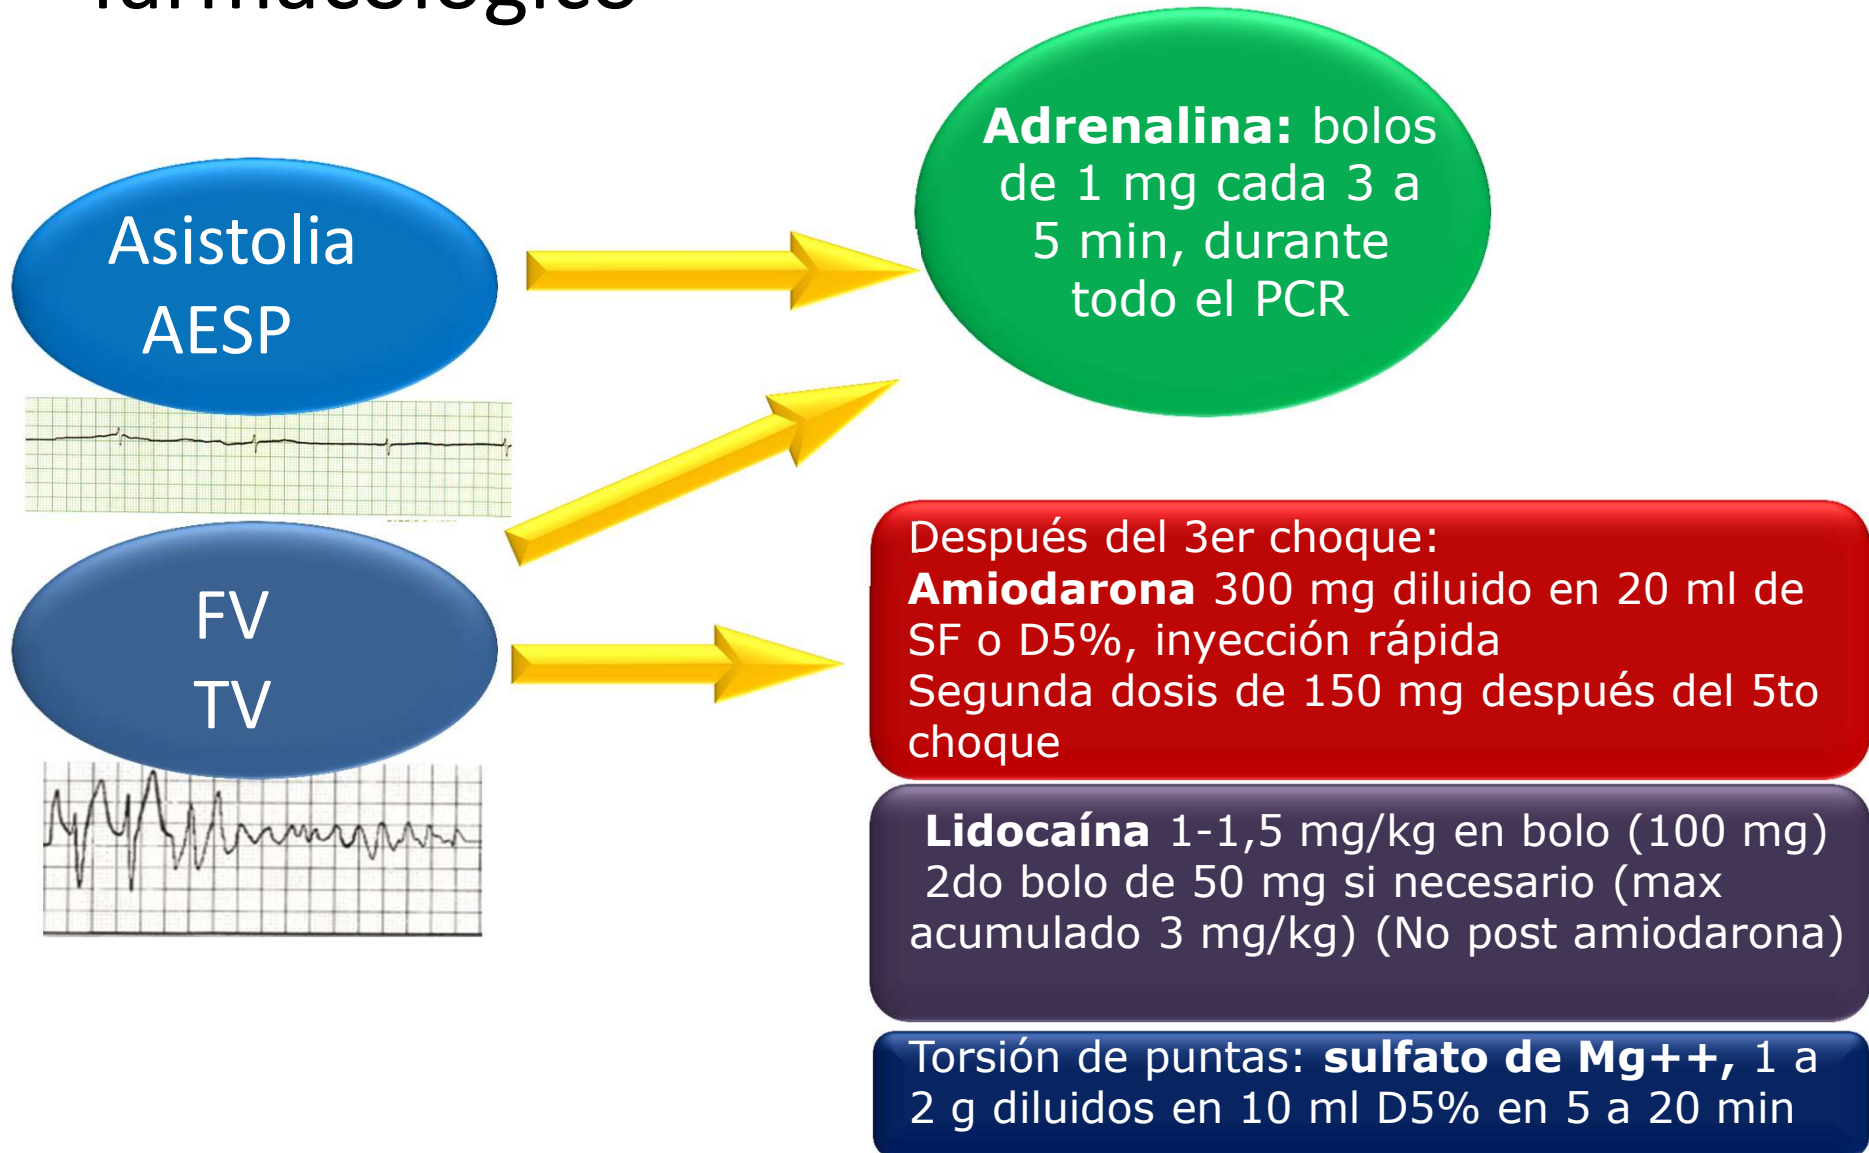 farmacológico
Asistolia
AESP
Adrenalina: bolos
de 1 mg cada 3 a
5 min, durante
todo el PCR
FV
TV
Después del 3er choque:
Amiodarona 300 mg diluido en 20 ml de
SF o D5%, inyección rápida
Segunda dosis de 150 mg después del 5to
choque
Lidocaína 1-1,5 mg/kg en bolo (100 mg)
2do bolo de 50 mg si necesario (max
acumulado 3 mg/kg) (No post amiodarona)
Torsión de puntas: sulfato de Mg++, 1 a
2 g diluidos en 10 ml D5% en 5 a 20 min